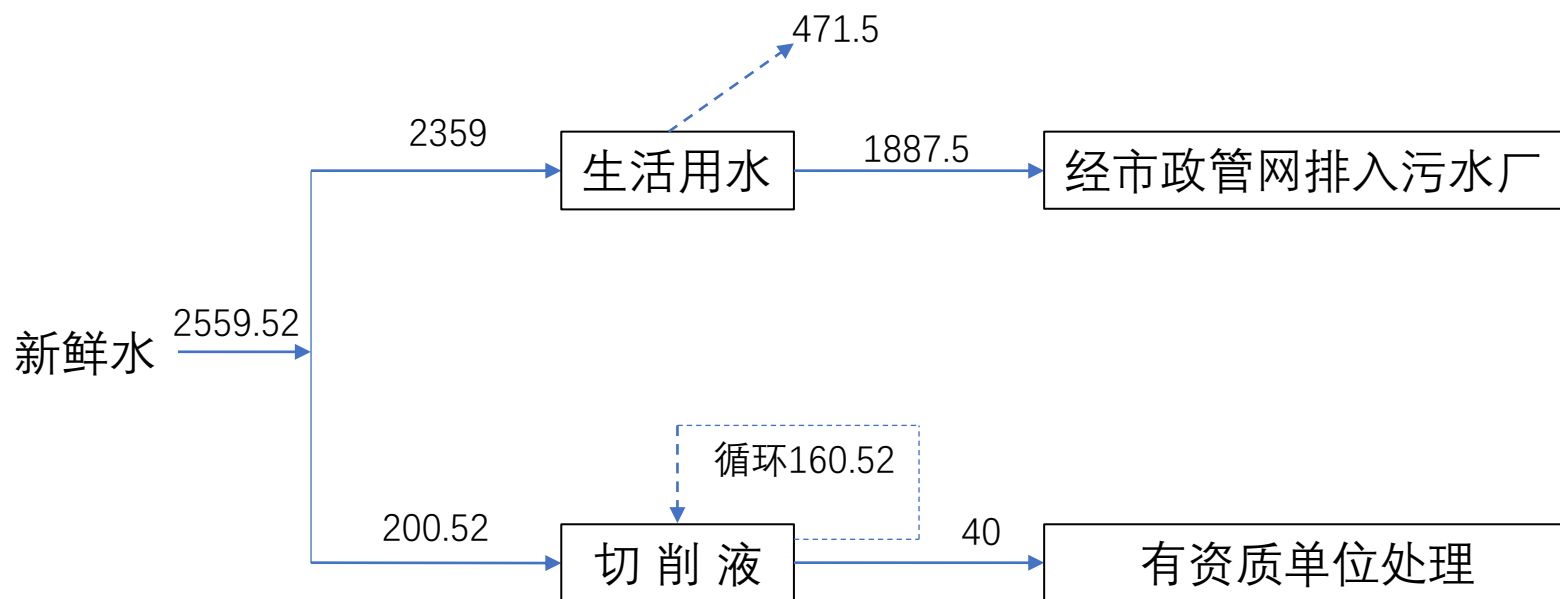 471.5
2359
生活用水
1887.5
经市政管网排入污水厂
新鲜水
2559.52
循环160.52
200.52
切 削 液
40
有资质单位处理